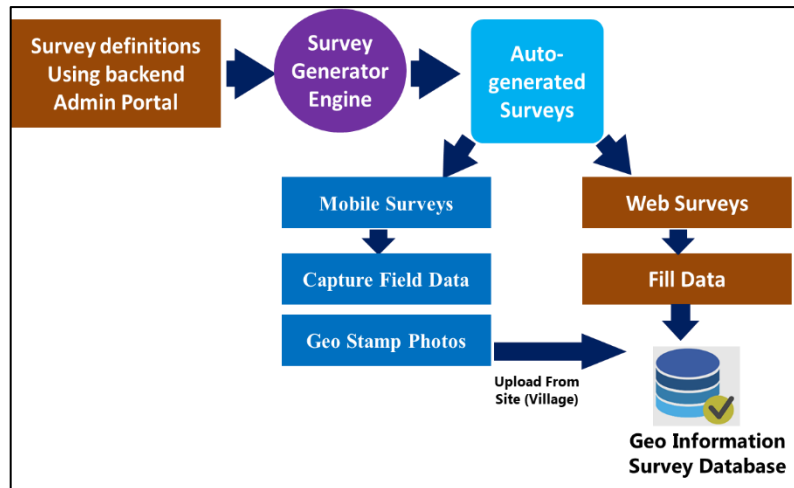 Survey definitions
Using backend
Admin Portal
Survey
Generator
Engine
Auto-
generated
Surveys
Mobile Surveys
Web Surveys
Capture Field Data
Fill Data
Geo Stamp Photos
Upload From
Site (Village)
Geo Information
Survey Database